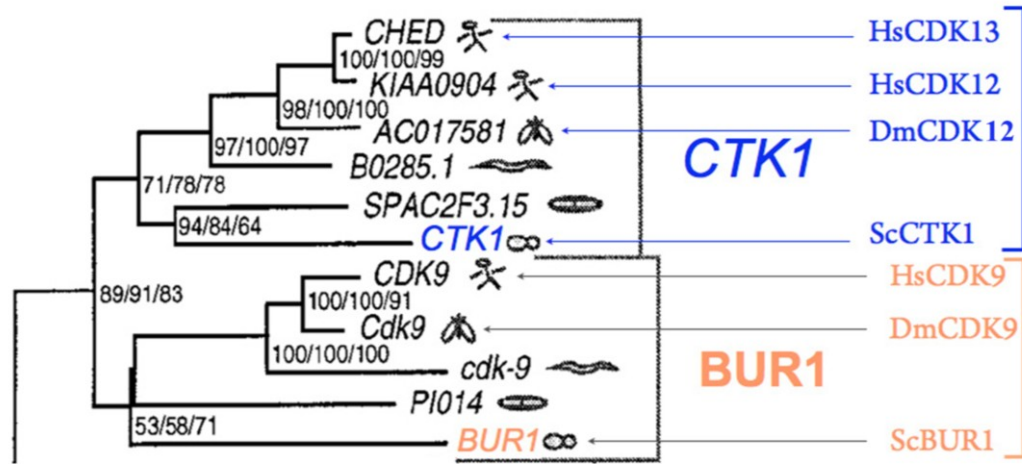 CHED HsCDK13
100/100/99
KIAA0904 HsCDK12
98/100/100
AC017581 DmCDK12
97/100/97
CTK1
B0285.1
71/78/78
SPAC2F3.15
94/84/64
CTK1 ScCTK1
CDK9 HsCDK9
89/91/83
100/100/91
Cdk9 DmCDK9
100/100/100
cdk-9
BUR1
PI014
53/58/71
BUR1 ScBUR1